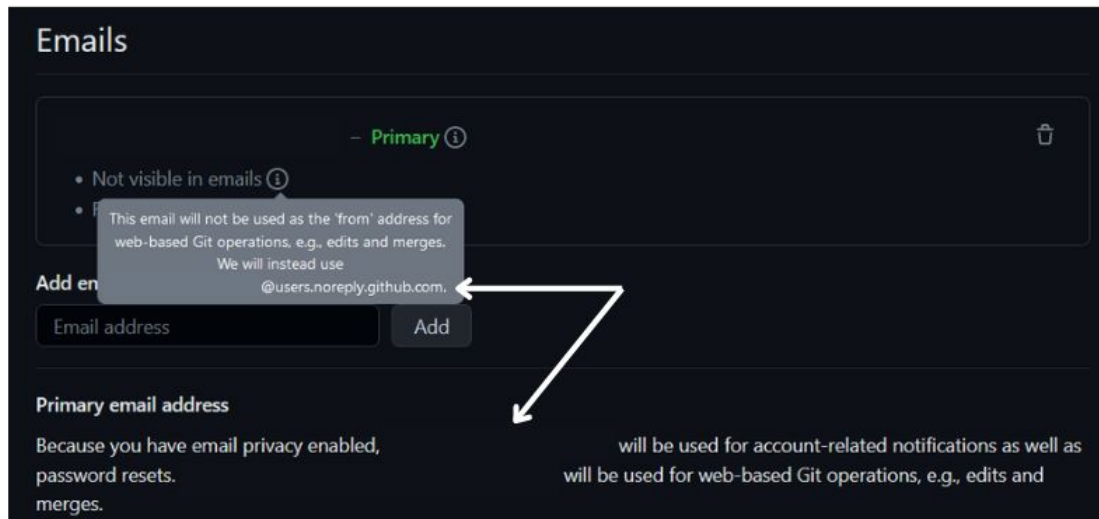 Emails
– Primary
• Not visible in emails
This email will not be used as the 'from' address for
web-based Git operations, e.g., edits and merges.
We will instead use
@users.noreply.github.com.
Add em
Email address
Add
Primary email address
Because you have email privacy enabled, will be used for account-related notifications as well as
password resets. will be used for web-based Git operations, e.g., edits and
merges.